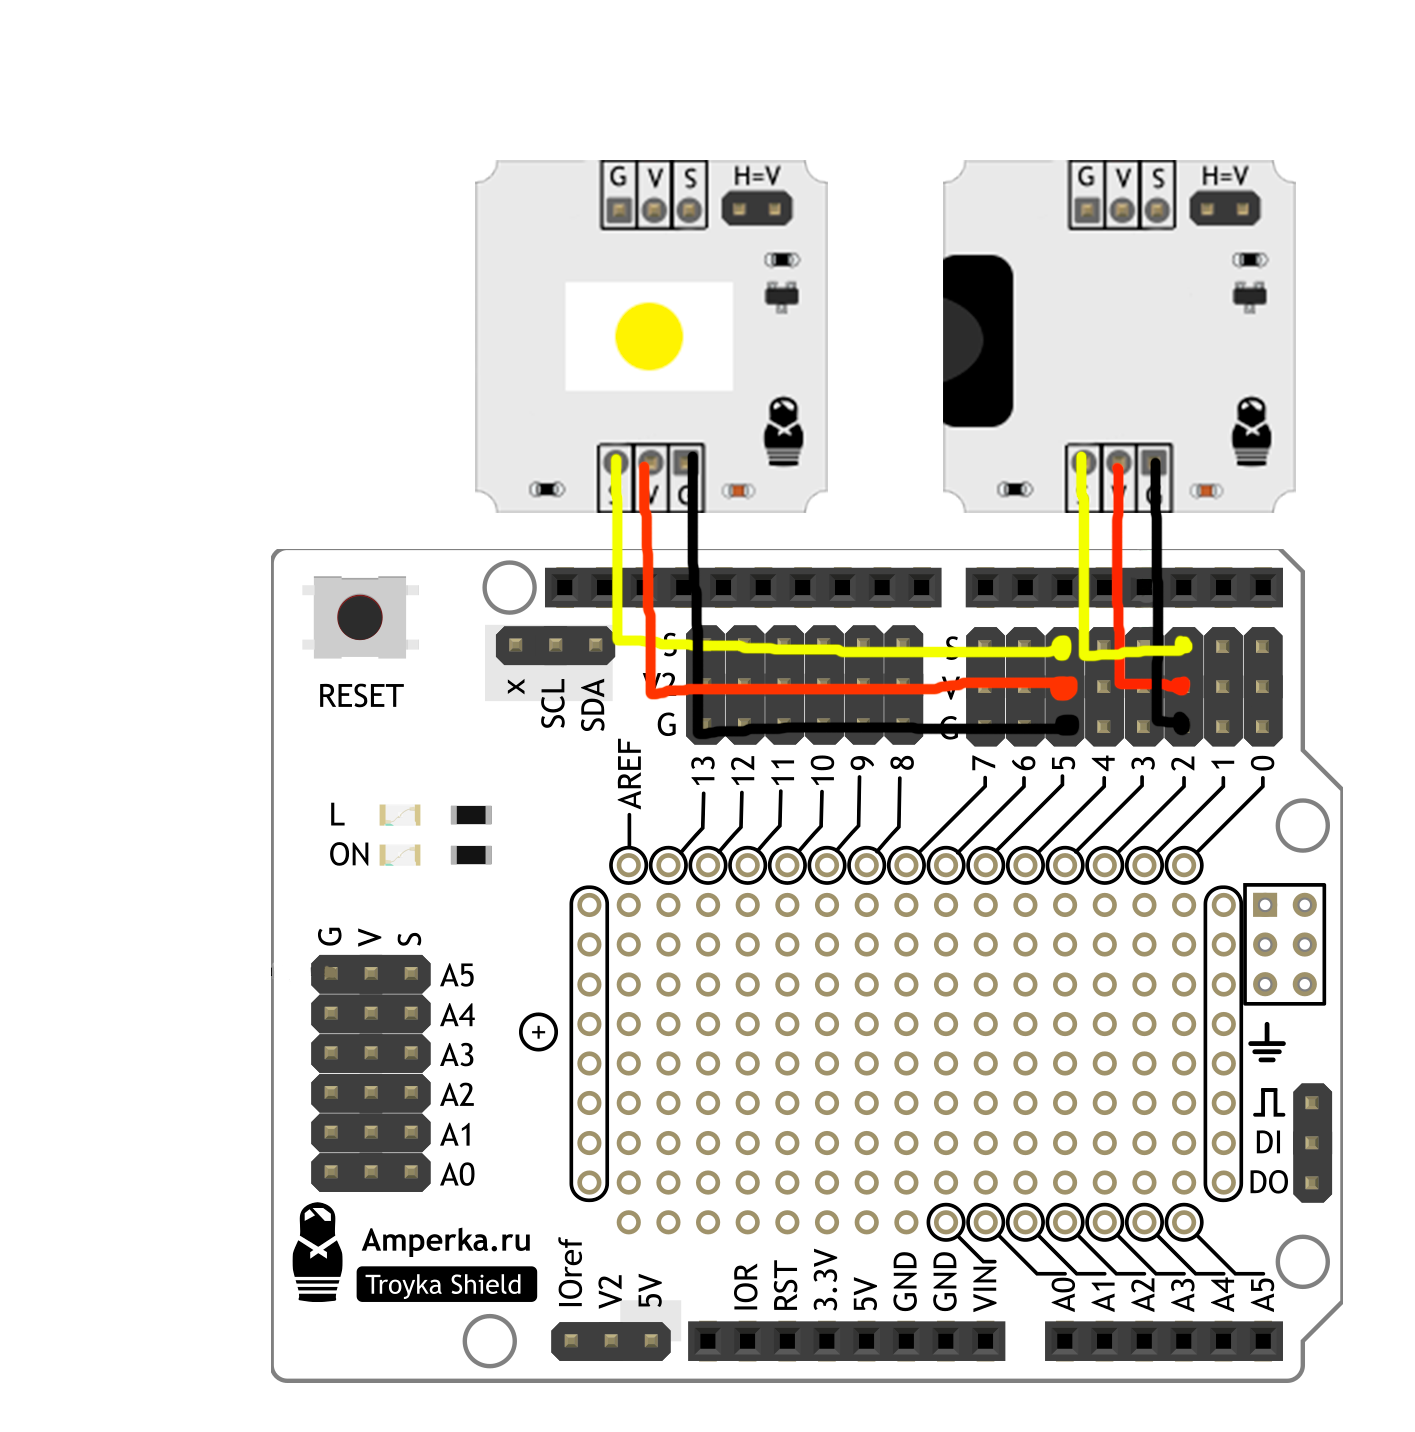 G V S H=V
G V S H=V
S V G
S V G
S
V2
G
S
V
G
X SCL SDA
RESET
AREF 13 12 11 10 9 8 7 6 5 4 3 2 1 0
L
ON
G V S
A5
A4
A3
A2
A1
A0
+
DI
DO
Amperka.ru
Troyka Shield
IOref V2 5V IOR RST 3.3V 5V GND GND VIN A0 A1 A2 A3 A4 A5